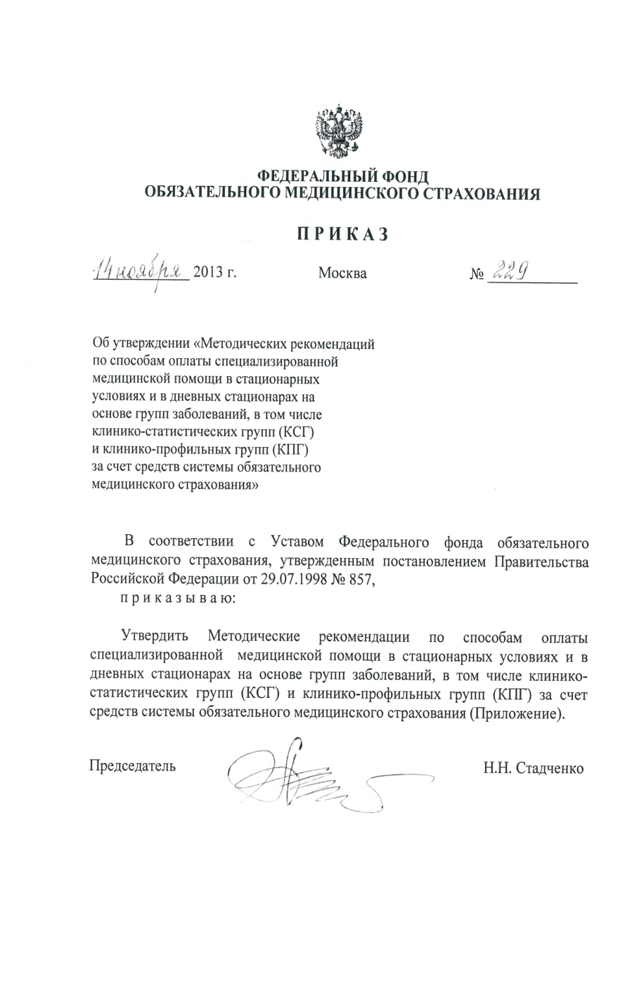 ФЕДЕРАЛЬНЫЙ ФОНД
ОБЯЗАТЕЛЬНОГО МЕДИЦИНСКОГО СТРАХОВАНИЯ
П Р И К А З
14 ноября 2013 г. Москва № 229
Об утверждении «Методических рекомендаций
по способам оплаты специализированной
медицинской помощи в стационарных
условиях и в дневных стационарах на
основе групп заболеваний, в том числе
клинико-статистических групп (КСГ)
и клинико-профильных групп (КПГ)
за счет средств системы обязательного
медицинского страхования»
В соответствии с Уставом Федерального фонда обязательного
медицинского страхования, утвержденным постановлением Правительства
Российской Федерации от 29.07.1998 № 857,
п р и к а з ы в а ю:
Утвердить Методические рекомендации по способам оплаты
специализированной медицинской помощи в стационарных условиях и в
дневных стационарах на основе групп заболеваний, в том числе клинико-
статистических групп (КСГ) и клинико-профильных групп (КПГ) за счет
средств системы обязательного медицинского страхования (Приложение).
Председатель Н.Н. Стадченко